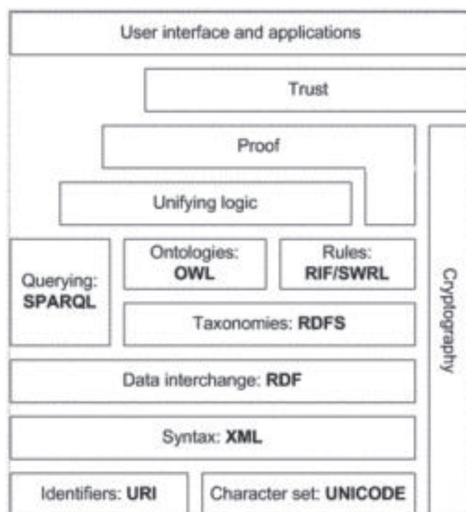 User interface and applications
Trust
Proof
Unifying logic
Ontologies:
OWL
Rules:
RIF/SWRL
Querying:
SPARQL
Taxonomies: RDFS
Cryptography
Data interchange: RDF
Syntax: XML
Identifiers: URI
Character set: UNICODE